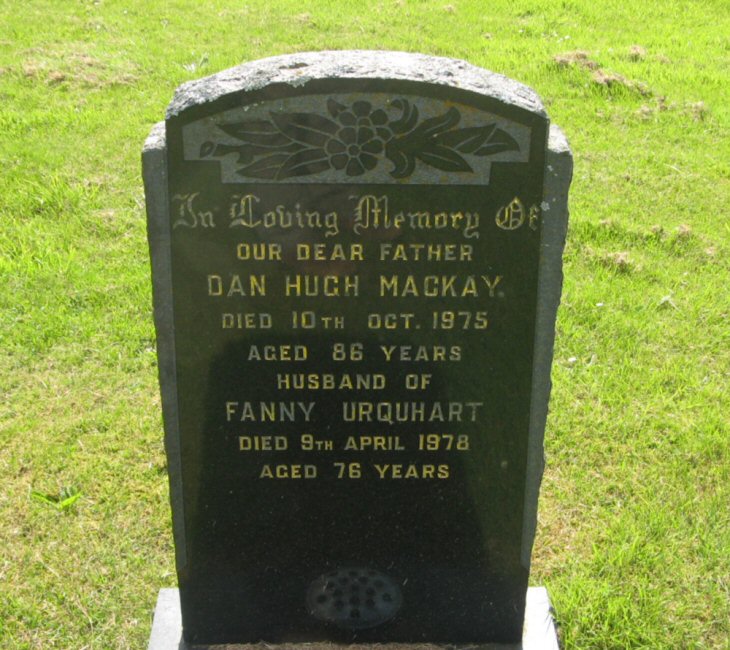 In Loving Memory Of
OUR DEAR FATHER
DAN HUGH MACKAY.
DIED 10TH OCT. 1975
AGED 86 YEARS
HUSBAND OF
FANNY URQUHART
DIED 9TH APRIL 1978
AGED 76 YEARS